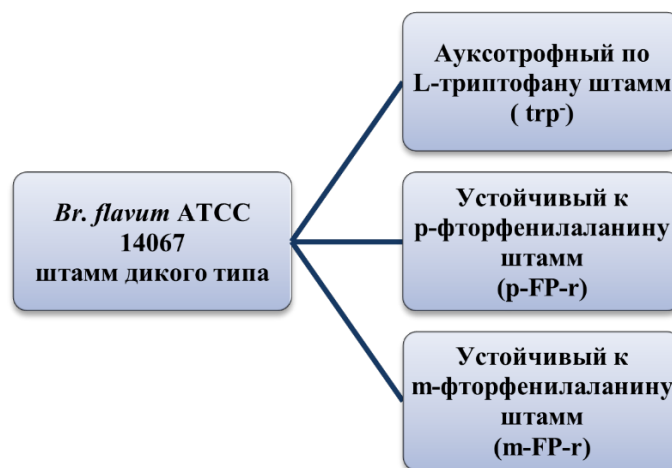 Ауксотрофный по
L-триптофану штамм
( trp⁻)
Br. flavum ATCC
14067
штамм дикого типа
Устойчивый к
р-фторфенилаланину
штамм
(p-FP-r)
Устойчивый к
m-фторфенилаланину
штамм
(m-FP-r)